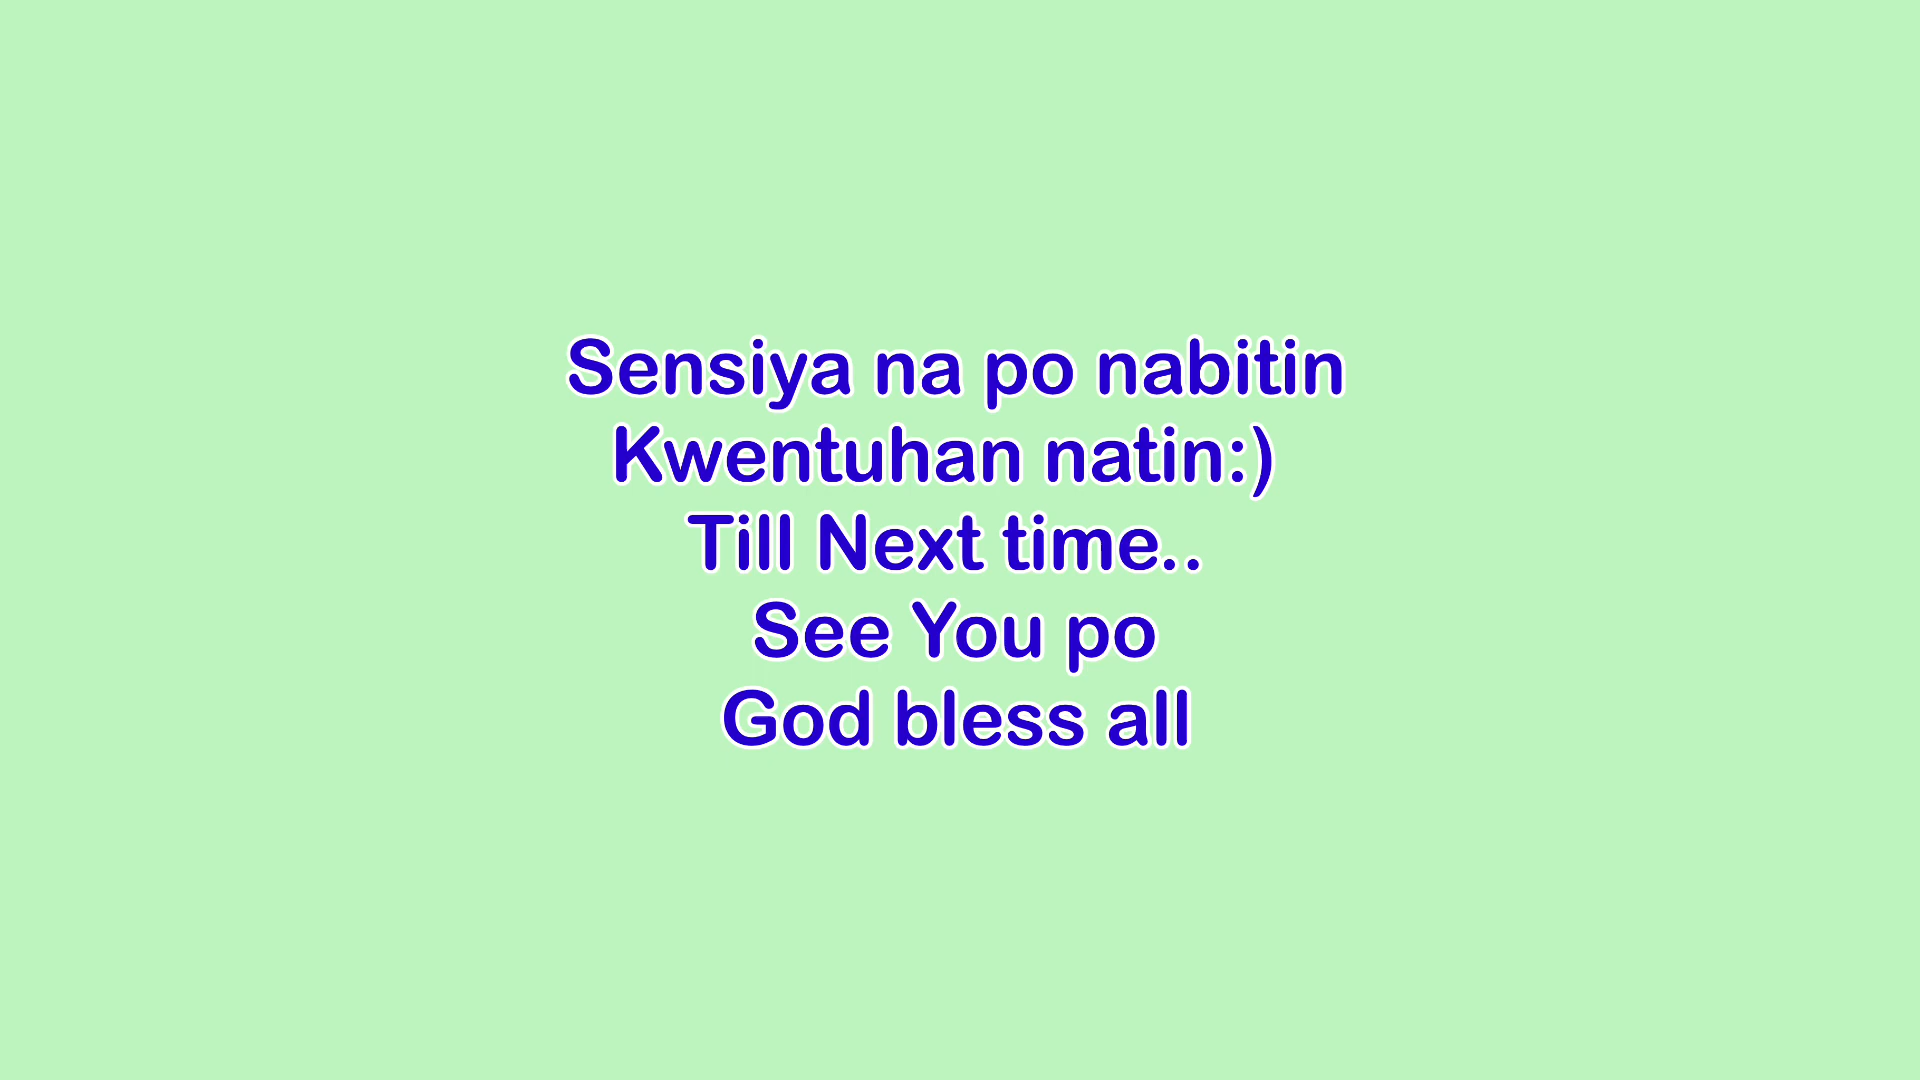 Sensiya na po nabitin
Kwentuhan natin:)
Till Next time..
See You po
God bless all